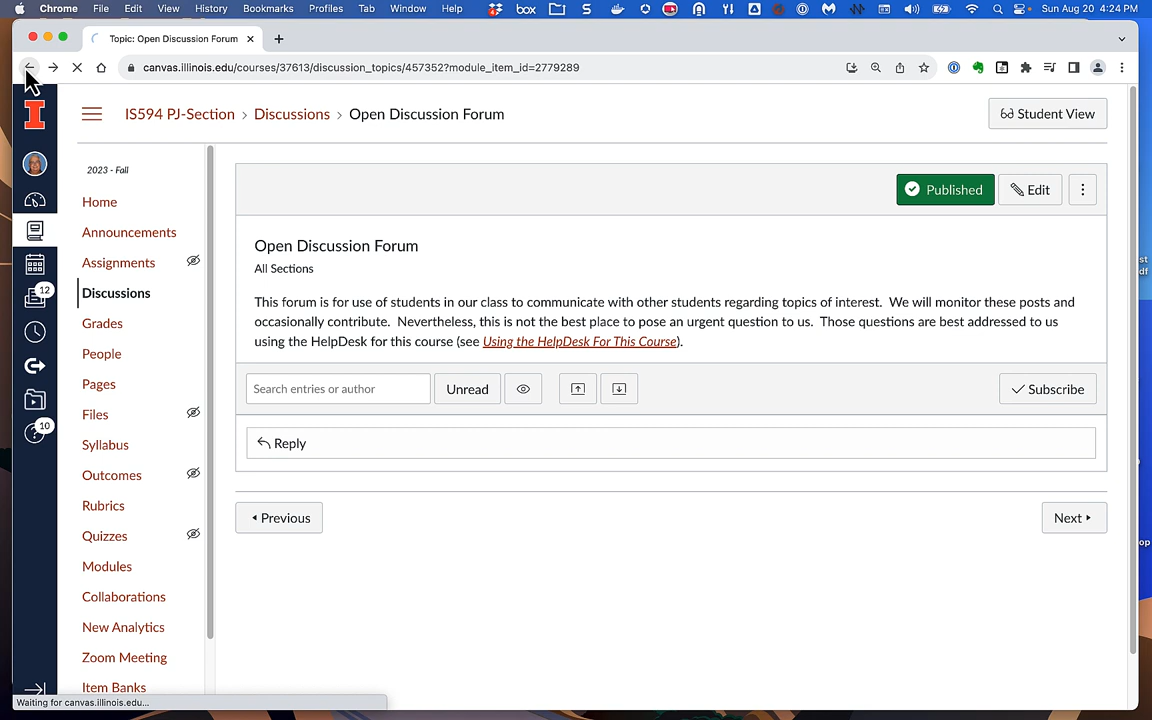 Chrome File Edit View History Bookmarks Profiles Tab Window Help box Sun Aug 20 4:24 PM
Topic: Open Discussion Forum
canvas.illinois.edu/courses/37613/discussion_topics/457352?module_item_id=2779289
IS594 PJ-Section › Discussions › Open Discussion Forum
Student View
2023 - Fall
Home
Announcements
Assignments
Discussions
Grades
People
Pages
Files
Syllabus
Outcomes
Rubrics
Quizzes
Modules
Collaborations
New Analytics
Zoom Meeting
Item Banks
12
10
Published
Edit
Open Discussion Forum
All Sections
This forum is for use of students in our class to communicate with other students regarding topics of interest. We will monitor these posts and
occasionally contribute. Nevertheless, this is not the best place to pose an urgent question to us. Those questions are best addressed to us
using the HelpDesk for this course (see Using the HelpDesk For This Course).
Search entries or author
Unread
Subscribe
Reply
Previous
Next
Waiting for canvas.illinois.edu...